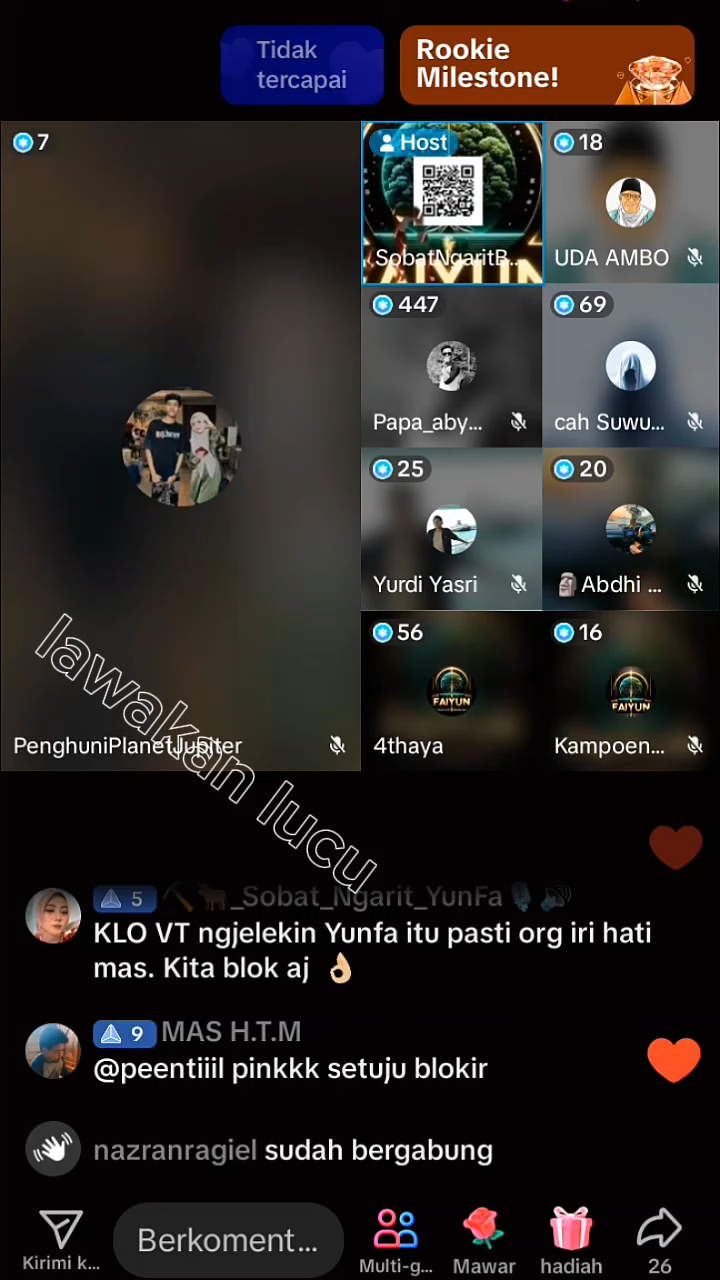 Tidak
tercapai
Rookie
Milestone!
7
Host
SobatNgaritB...
FAIYUN
18
UDA AMBO
447
Papa_aby...
69
cah Suwu...
25
Yurdi Yasri
20
Abdhi ...
PenghuniPlanetJupiter
56
FAIYUN
4thaya
16
FAIYUN
Kampoen...
lawakan lucu
5 _Sobat_Ngarit_YunFa
KLO VT ngjelekin Yunfa itu pasti org iri hati
mas. Kita blok aj 👌🏼
9 MAS H.T.M
@peentiiil pinkkk setuju blokir
nazranragiel sudah bergabung
Kirimi k...
Berkoment...
Multi-g...
Mawar
hadiah
26